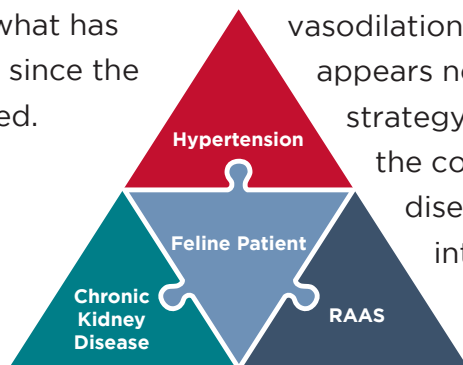 what has
since the
ed.
vasodilation
appears
strategy
the co
dise
int
Hypertension
Feline Patient
Chronic
Kidney
Disease
RAAS